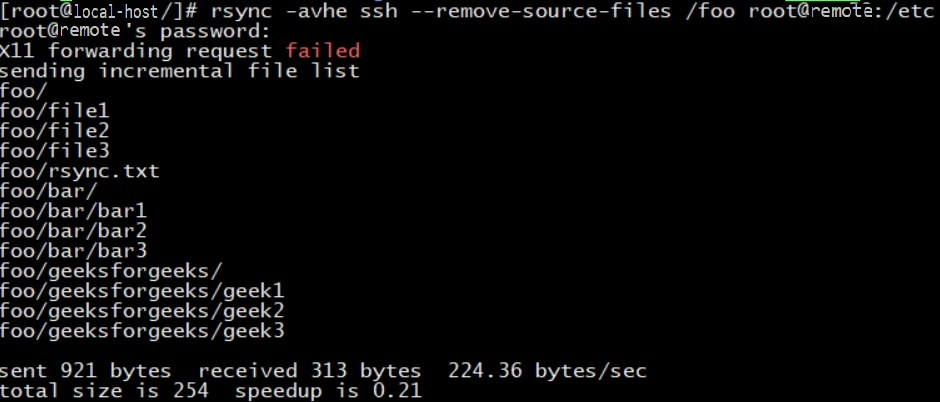 [root@local-host/]# rsync -avhe ssh --remove-source-files /foo root@remote:/etc
root@remote's password:
X11 forwarding request failed
sending incremental file list
foo/
foo/file1
foo/file2
foo/file3
foo/rsync.txt
foo/bar/
foo/bar/bar1
foo/bar/bar2
foo/bar/bar3
foo/geeksforgeeks/
foo/geeksforgeeks/geek1
foo/geeksforgeeks/geek2
foo/geeksforgeeks/geek3
sent 921 bytes  received 313 bytes  224.36 bytes/sec
total size is 254  speedup is 0.21